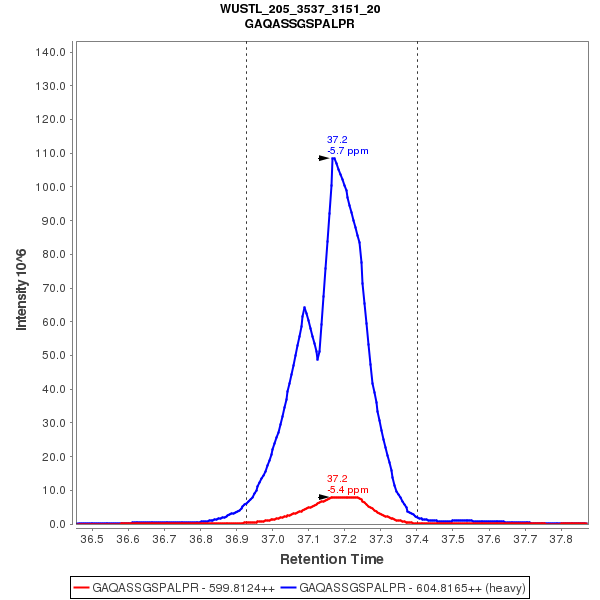 WUSTL_205_3537_3151_20
GAQASSGSPALPR
140.0
130.0
120.0
110.0
100.0
90.0
80.0
70.0
60.0
50.0
40.0
30.0
20.0
10.0
0.0
Intensity 10^6
37.2
-5.7 ppm
37.2
-5.4 ppm
36.5 36.6 36.7 36.8 36.9 37.0 37.1 37.2 37.3 37.4 37.5 37.6 37.7 37.8
Retention Time
GAQASSGSPALPR - 599.8124++ GAQASSGSPALPR - 604.8165++ (heavy)